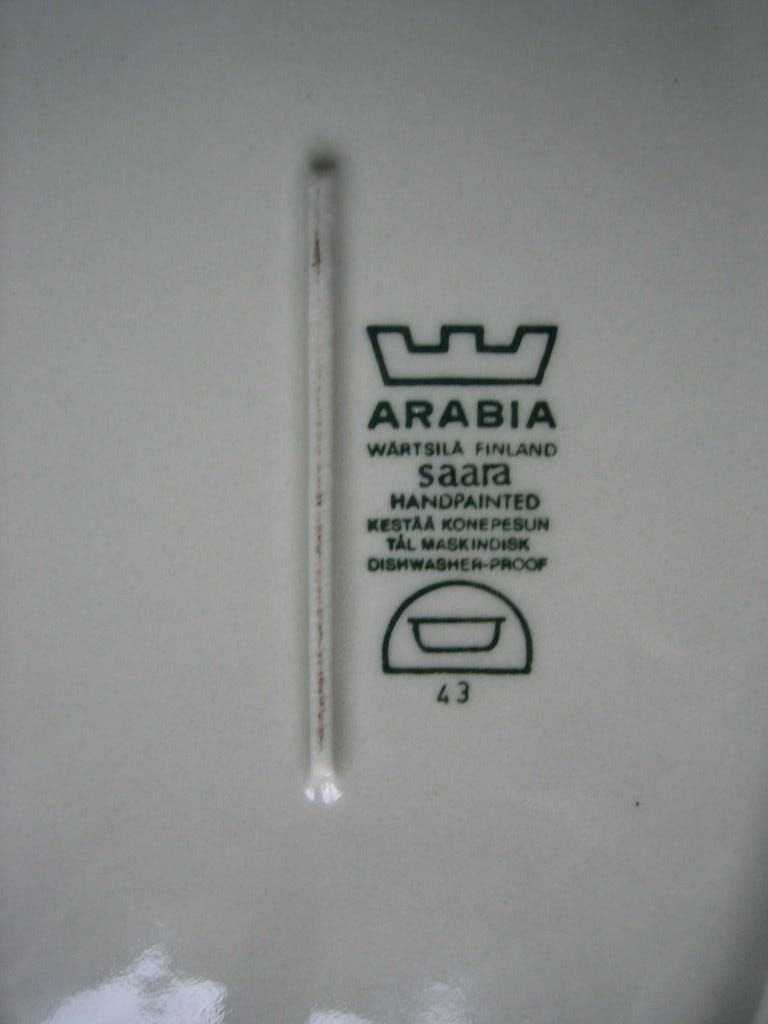 ARABIA
WÄRTSILÄ FINLAND
saara
HANDPAINTED
KESTÄÄ KONEPESUN
TÅL MASKINDISK
DISHWASHER-PROOF
43